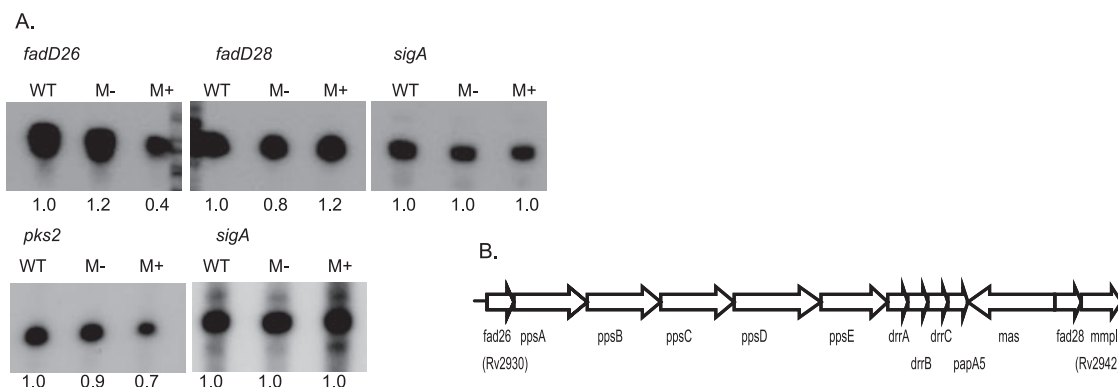 A.
fadD26 fadD28 sigA
WT M- M+ WT M- M+ WT M- M+
1.0 1.2 0.4 1.0 0.8 1.2 1.0 1.0 1.0
pks2 sigA
WT M- M+ WT M- M+
1.0 0.9 0.7 1.0 1.0 1.0
B.
fad26 ppsA ppsB ppsC ppsD ppsE drrA drrC mas fad28 mmpl
(Rv2930) drrB papA5 (Rv2942